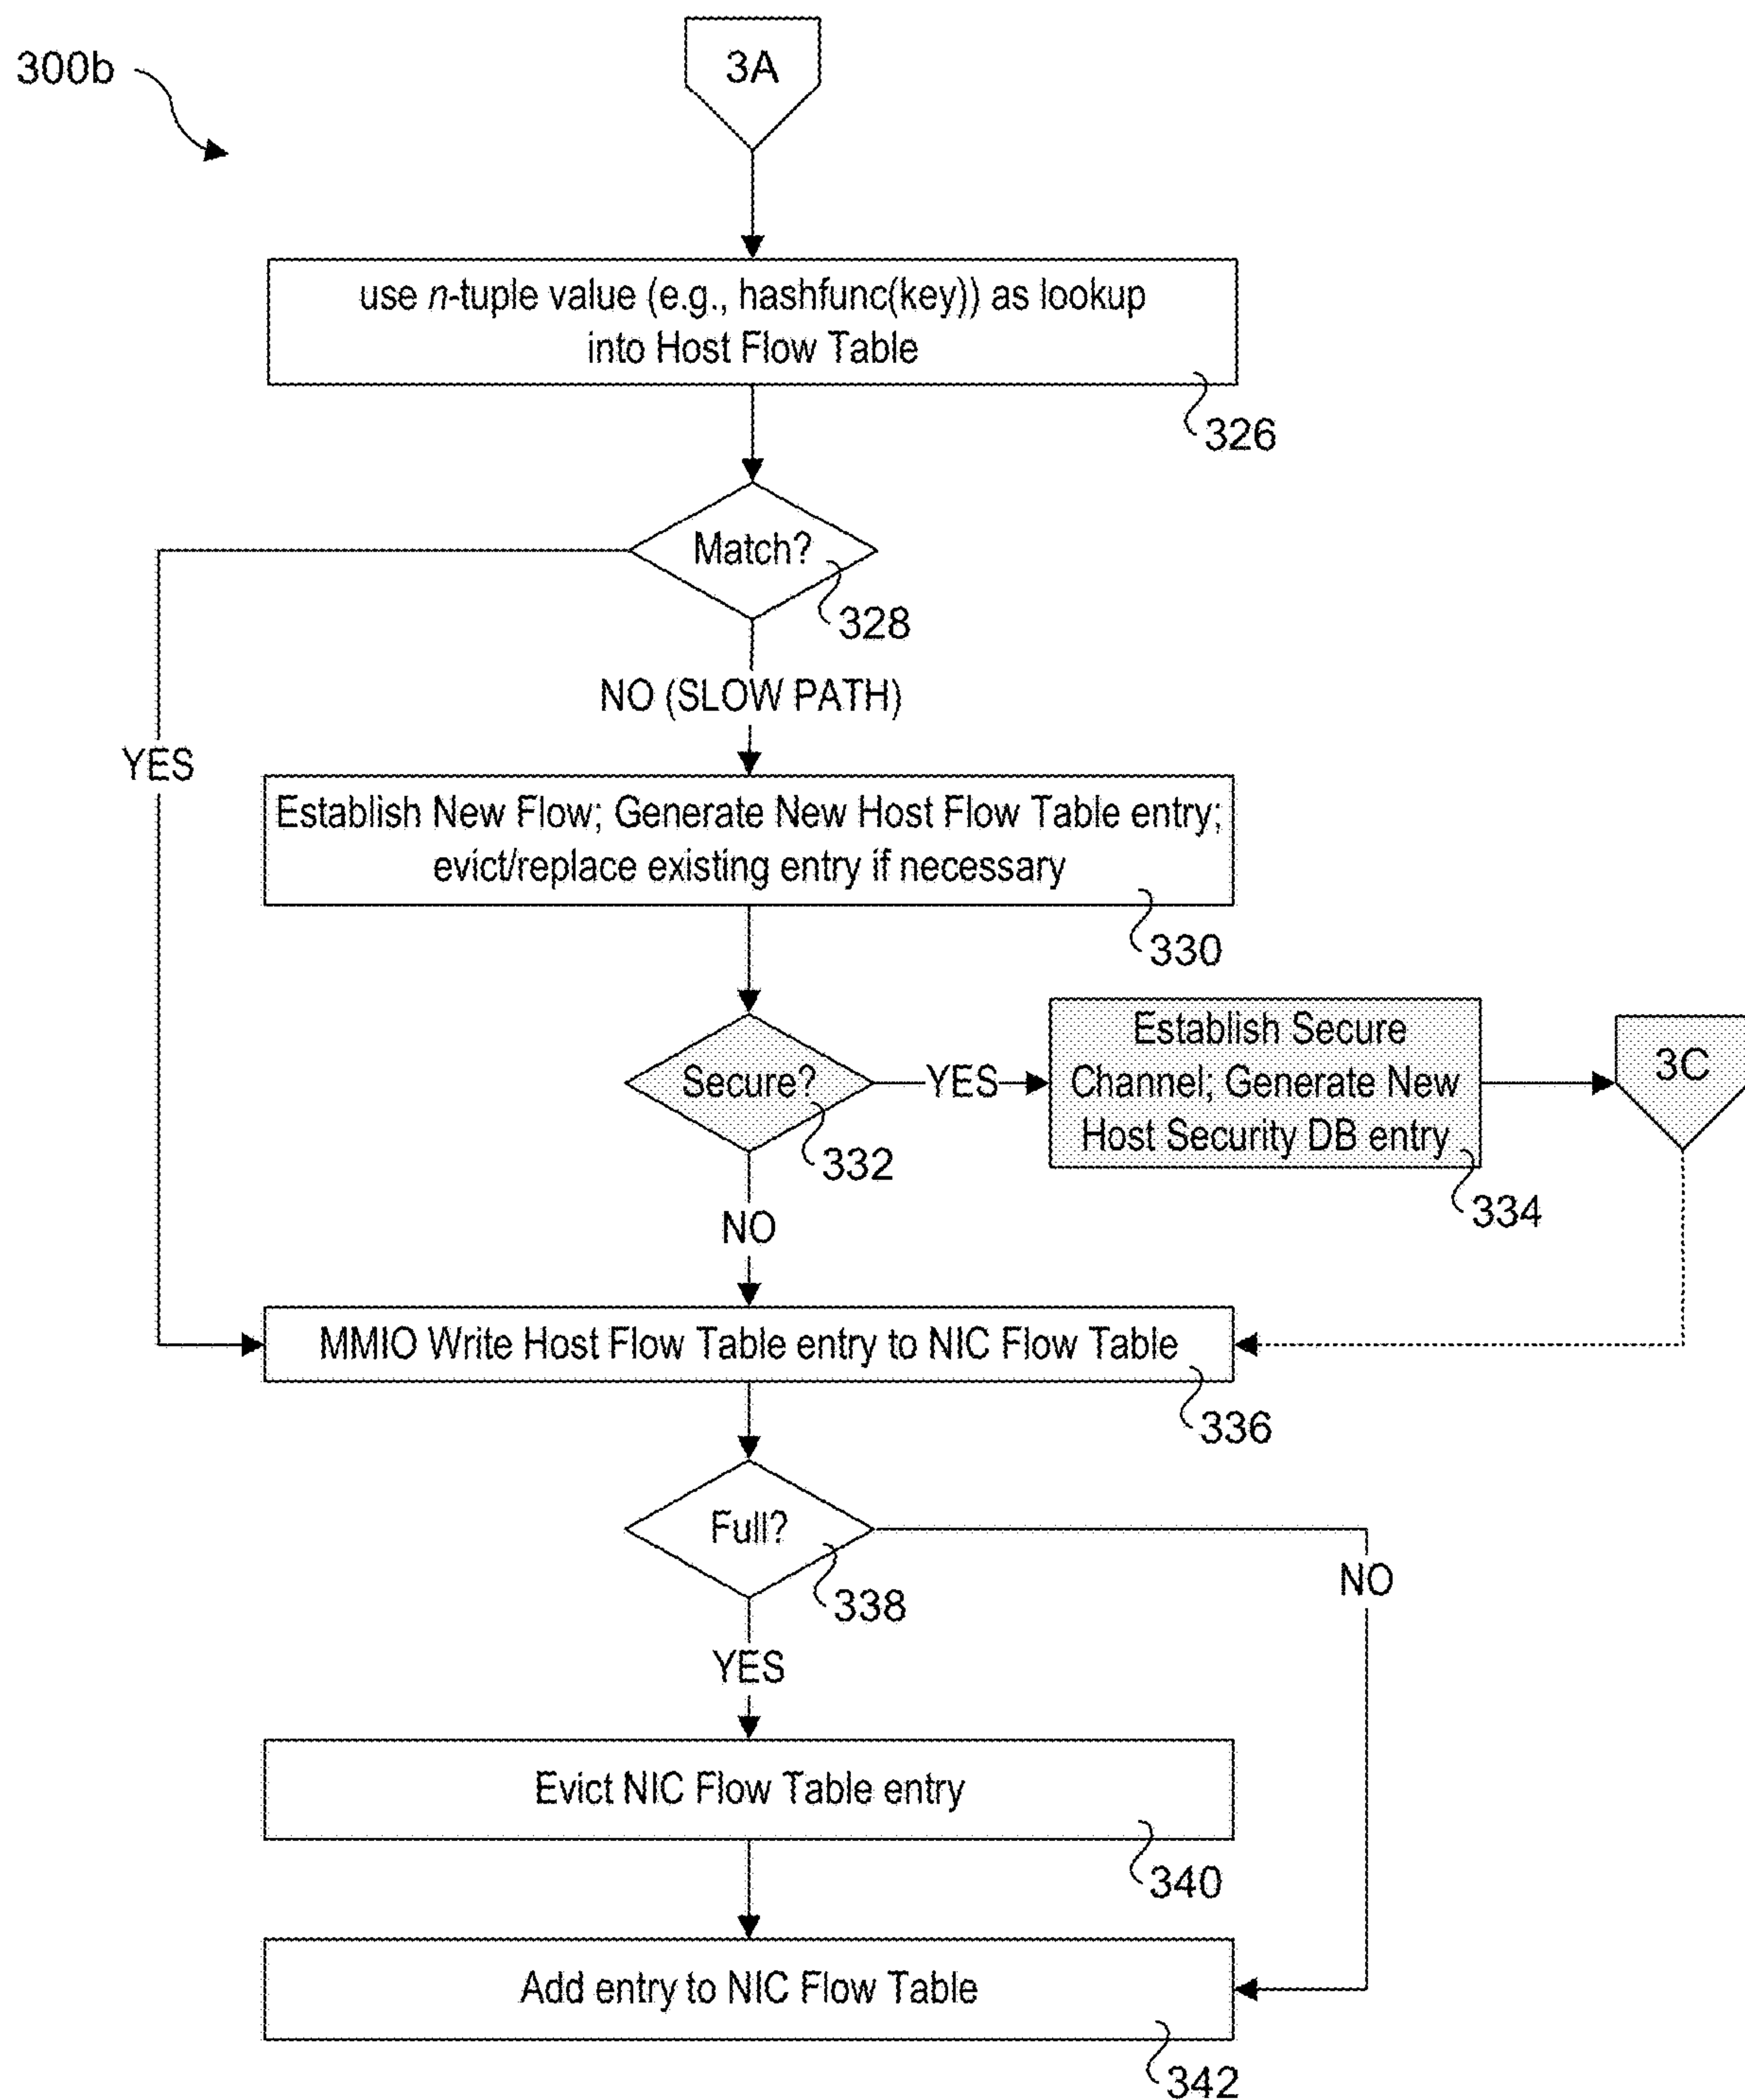 3A
300b
use n-tuple value (e.g., hashfunc(key)) as lookup
into Host Flow Table
326
Match?
328
NO (SLOW PATH)
YES
Establish New Flow; Generate New Host Flow Table entry;
evict/replace existing entry if necessary
330
Secure?
332
YES
Establish Secure
Channel; Generate New
Host Security DB entry
334
3C
NO
MMIO Write Host Flow Table entry to NIC Flow Table
336
Full?
338
NO
YES
Evict NIC Flow Table entry
340
Add entry to NIC Flow Table
342